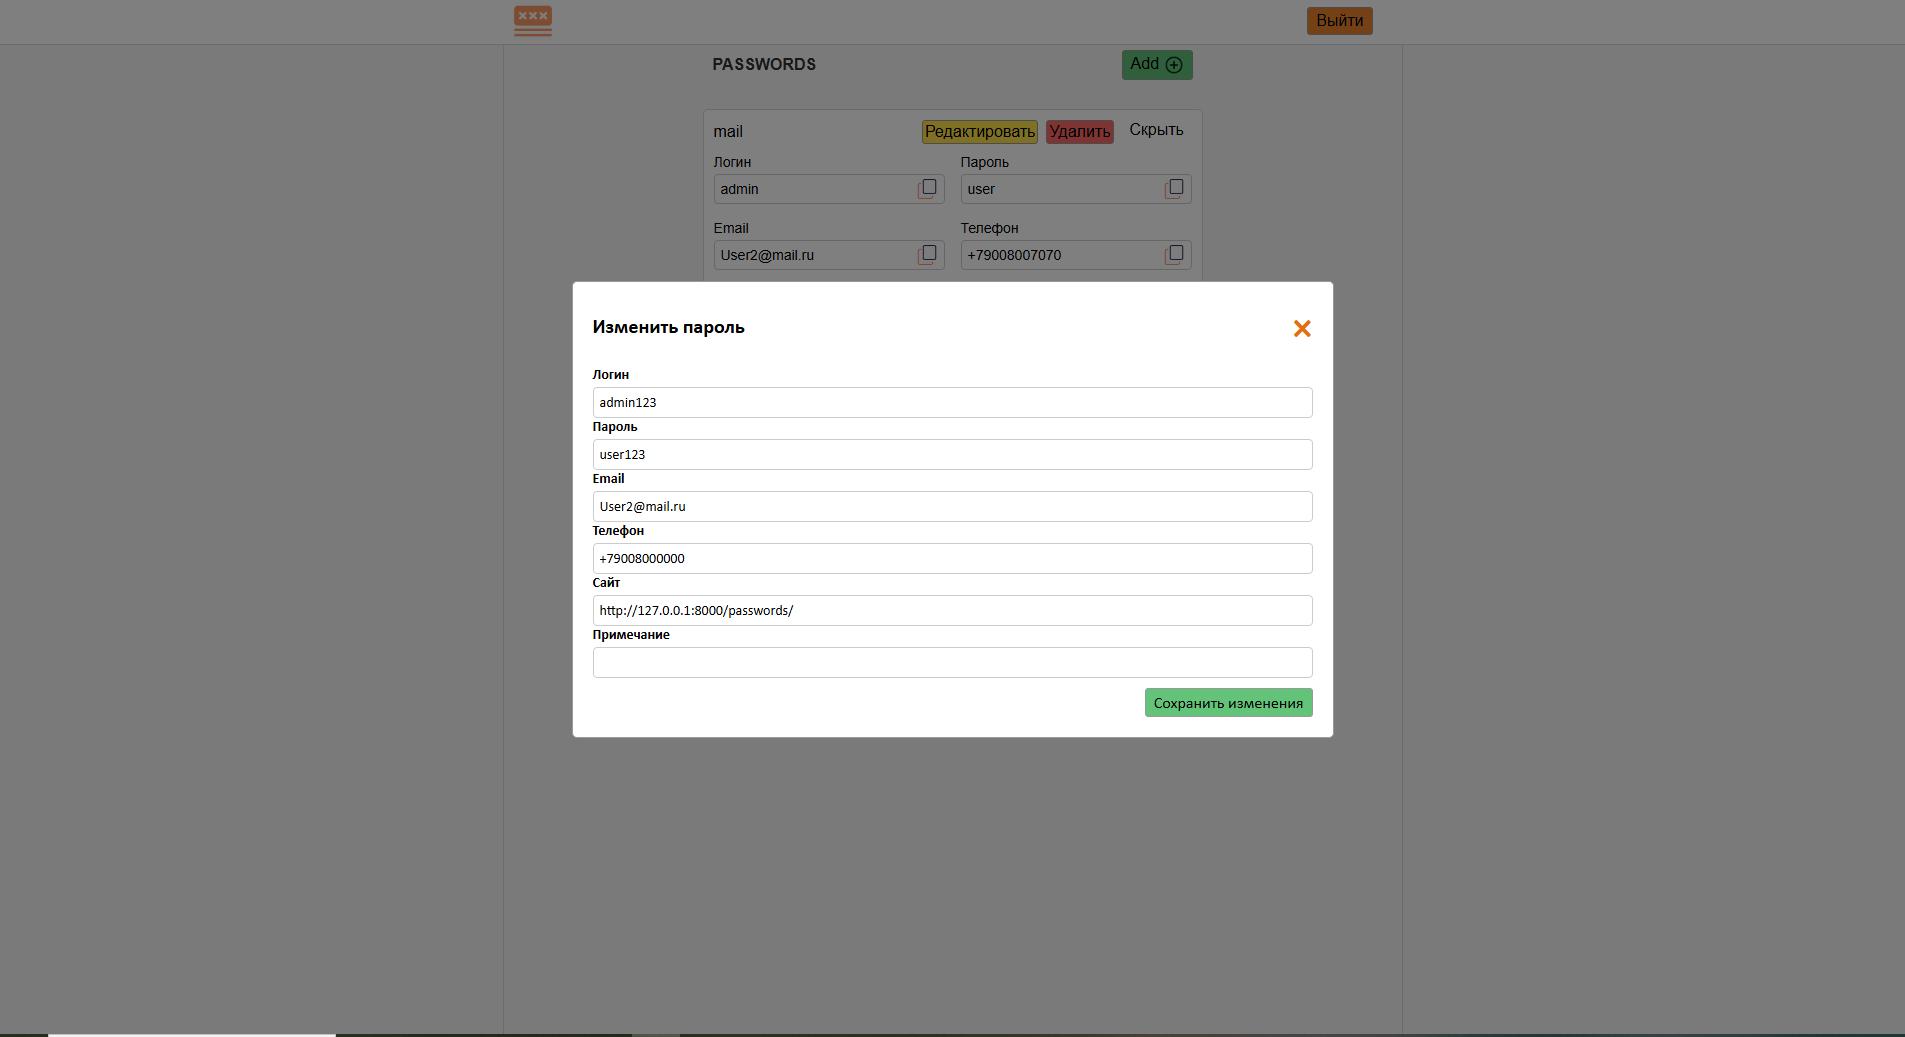 xxx
Выйти
PASSWORDS
Add
mail
Редактировать
Удалить
Скрыть
Логин
Пароль
admin
user
Email
Телефон
User2@mail.ru
+79008007070
Изменить пароль
Логин
admin123
Пароль
user123
Email
User2@mail.ru
Телефон
+79008000000
Сайт
http://127.0.0.1:8000/passwords/
Примечание
Сохранить изменения